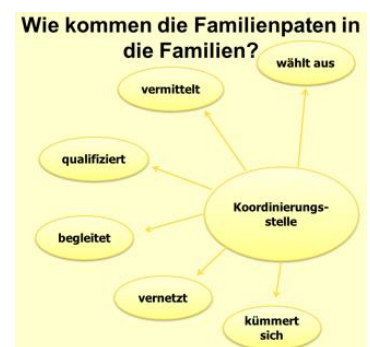 Wie kommen die Familienpaten in
die Familien?
wählt aus
vermittelt
qualifiziert
Koordinierungs-
stelle
begleitet
vernetzt
kümmert
sich